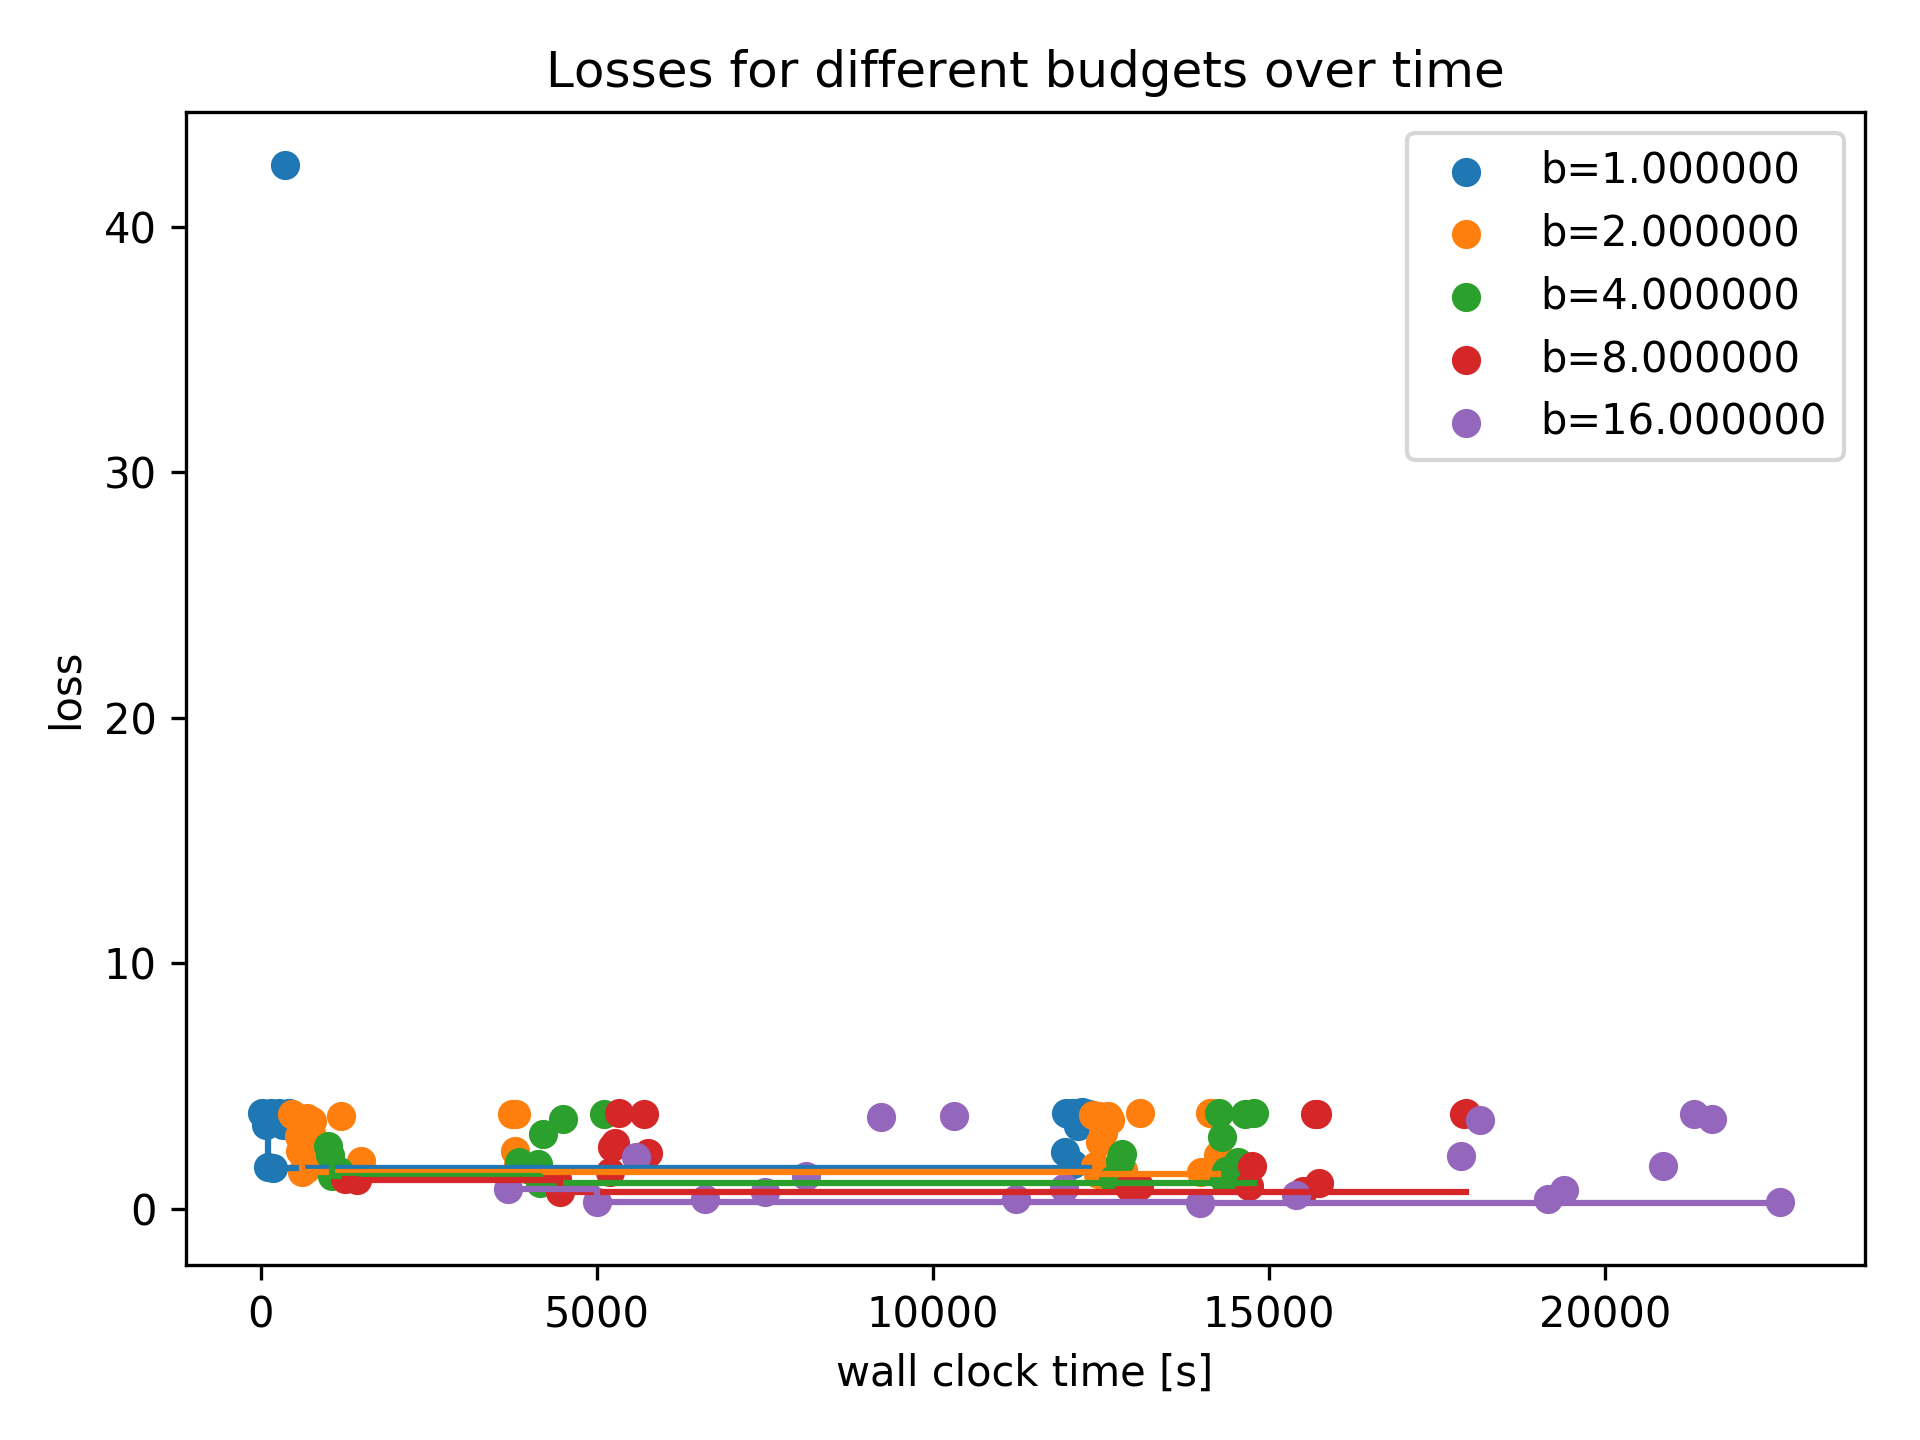 Losses for different budgets over time
b=1.000000
b=2.000000
b=4.000000
b=8.000000
b=16.000000
40
30
20
10
0
loss
0 5000 10000 15000 20000
wall clock time [s]